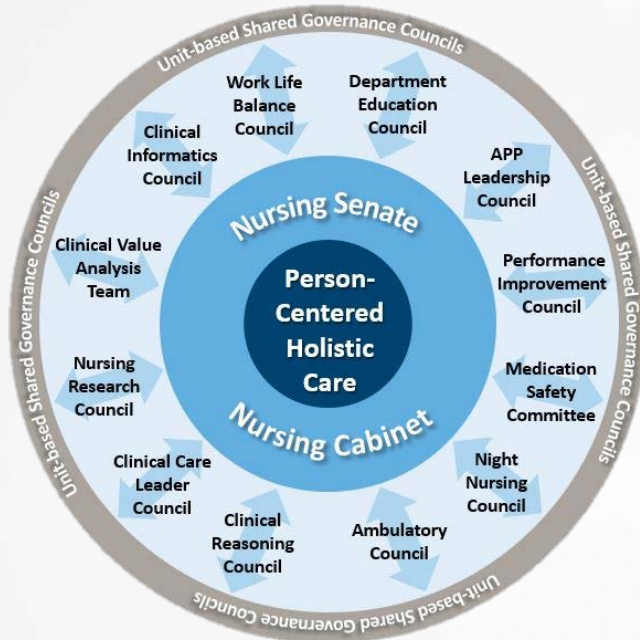 Unit-based Shared Governance Councils
Work Life
Balance
Council
Department
Education
Council
Clinical
Informatics
Council
APP
Leadership
Council
Nursing Senate
Unit-based Shared Governance Councils
Unit-based Shared Governance Councils
Clinical Value
Analysis
Team
Person-
Centered
Holistic
Care
Performance
Improvement
Council
Nursing
Research
Council
Medication
Safety
Committee
Nursing Cabinet
Clinical Care
Leader
Council
Night
Nursing
Council
Clinical
Reasoning
Council
Ambulatory
Council
Unit-based Shared Governance Councils